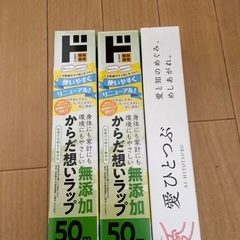 ド
使いやすく
リニューアル!
身体にも家計にも
環境にもやさしい
無添加
からだ想いラップ
50
ド
使いやすく
リニューアル!
身体にも家計にも
環境にもやさしい
無添加
からだ想いラップ
50
愛と知のめぐみ、
めしあがれ。
愛ひとつぶ
AI-HITOTSUBU